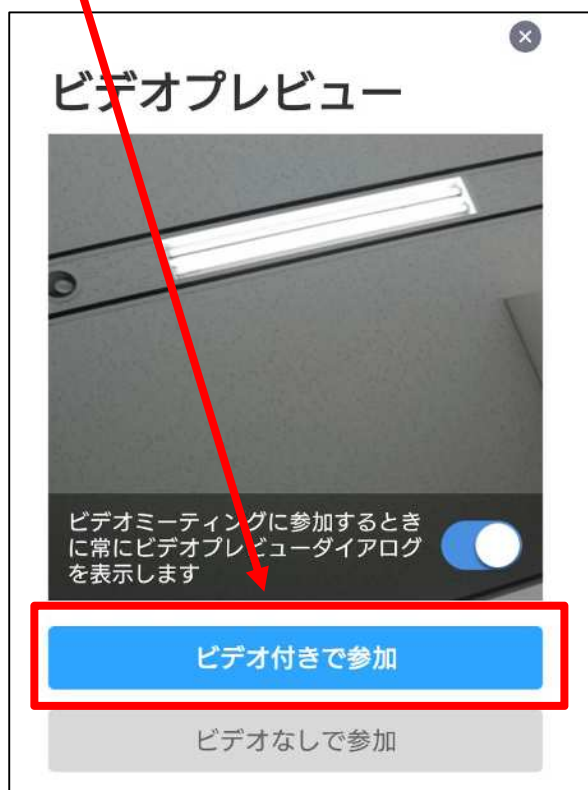 ビデオプレビュー
ビデオミーティングに参加するとき
に常にビデオプレビューダイアログ
を表示します
ビデオ付きで参加
ビデオなしで参加